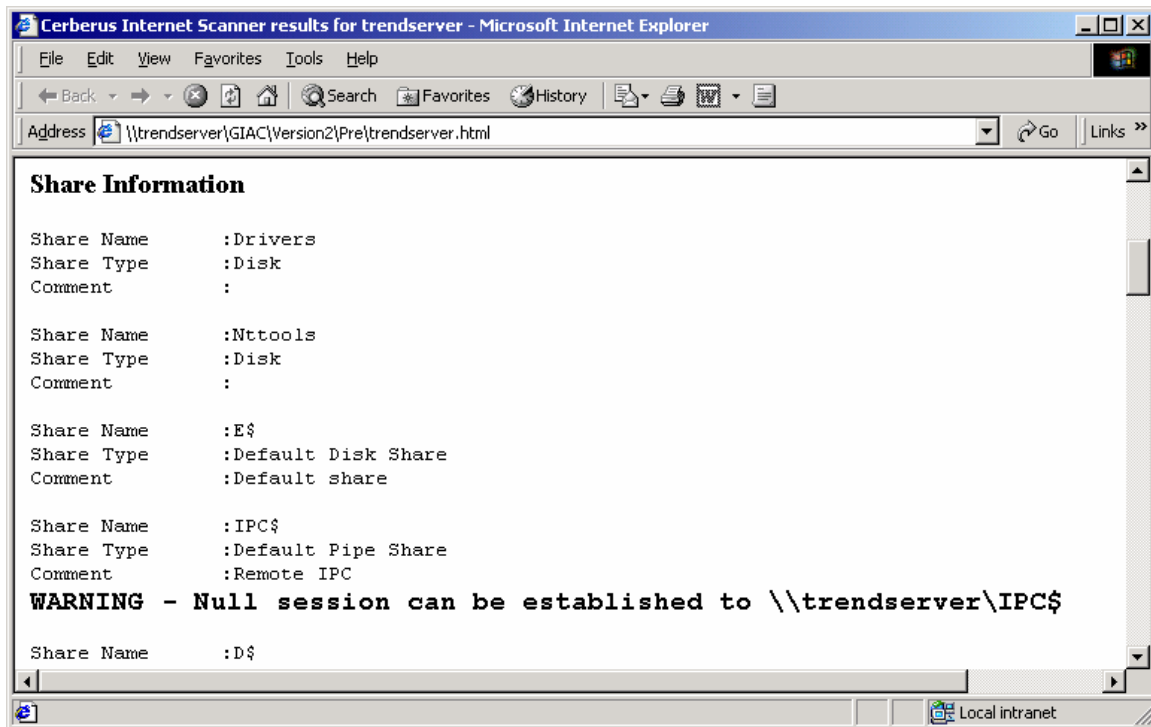 Cerberus Internet Scanner results for trendserver - Microsoft Internet Explorer
File Edit View Favorites Tools Help
Back Search Favorites History
Address \\trendserver\GIAC\Version2\Pre\trendserver.html Go Links »
Share Information
Share Name :Drivers
Share Type :Disk
Comment :
Share Name :Nttools
Share Type :Disk
Comment :
Share Name :E$
Share Type :Default Disk Share
Comment :Default share
Share Name :IPC$
Share Type :Default Pipe Share
Comment :Remote IPC
WARNING - Null session can be established to \\trendserver\IPC$
Share Name :D$
Local intranet